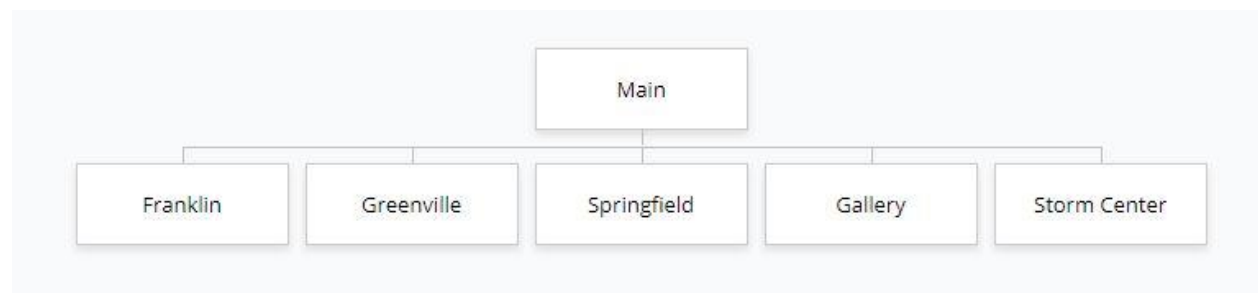 Main
Franklin
Greenville
Springfield
Gallery
Storm Center